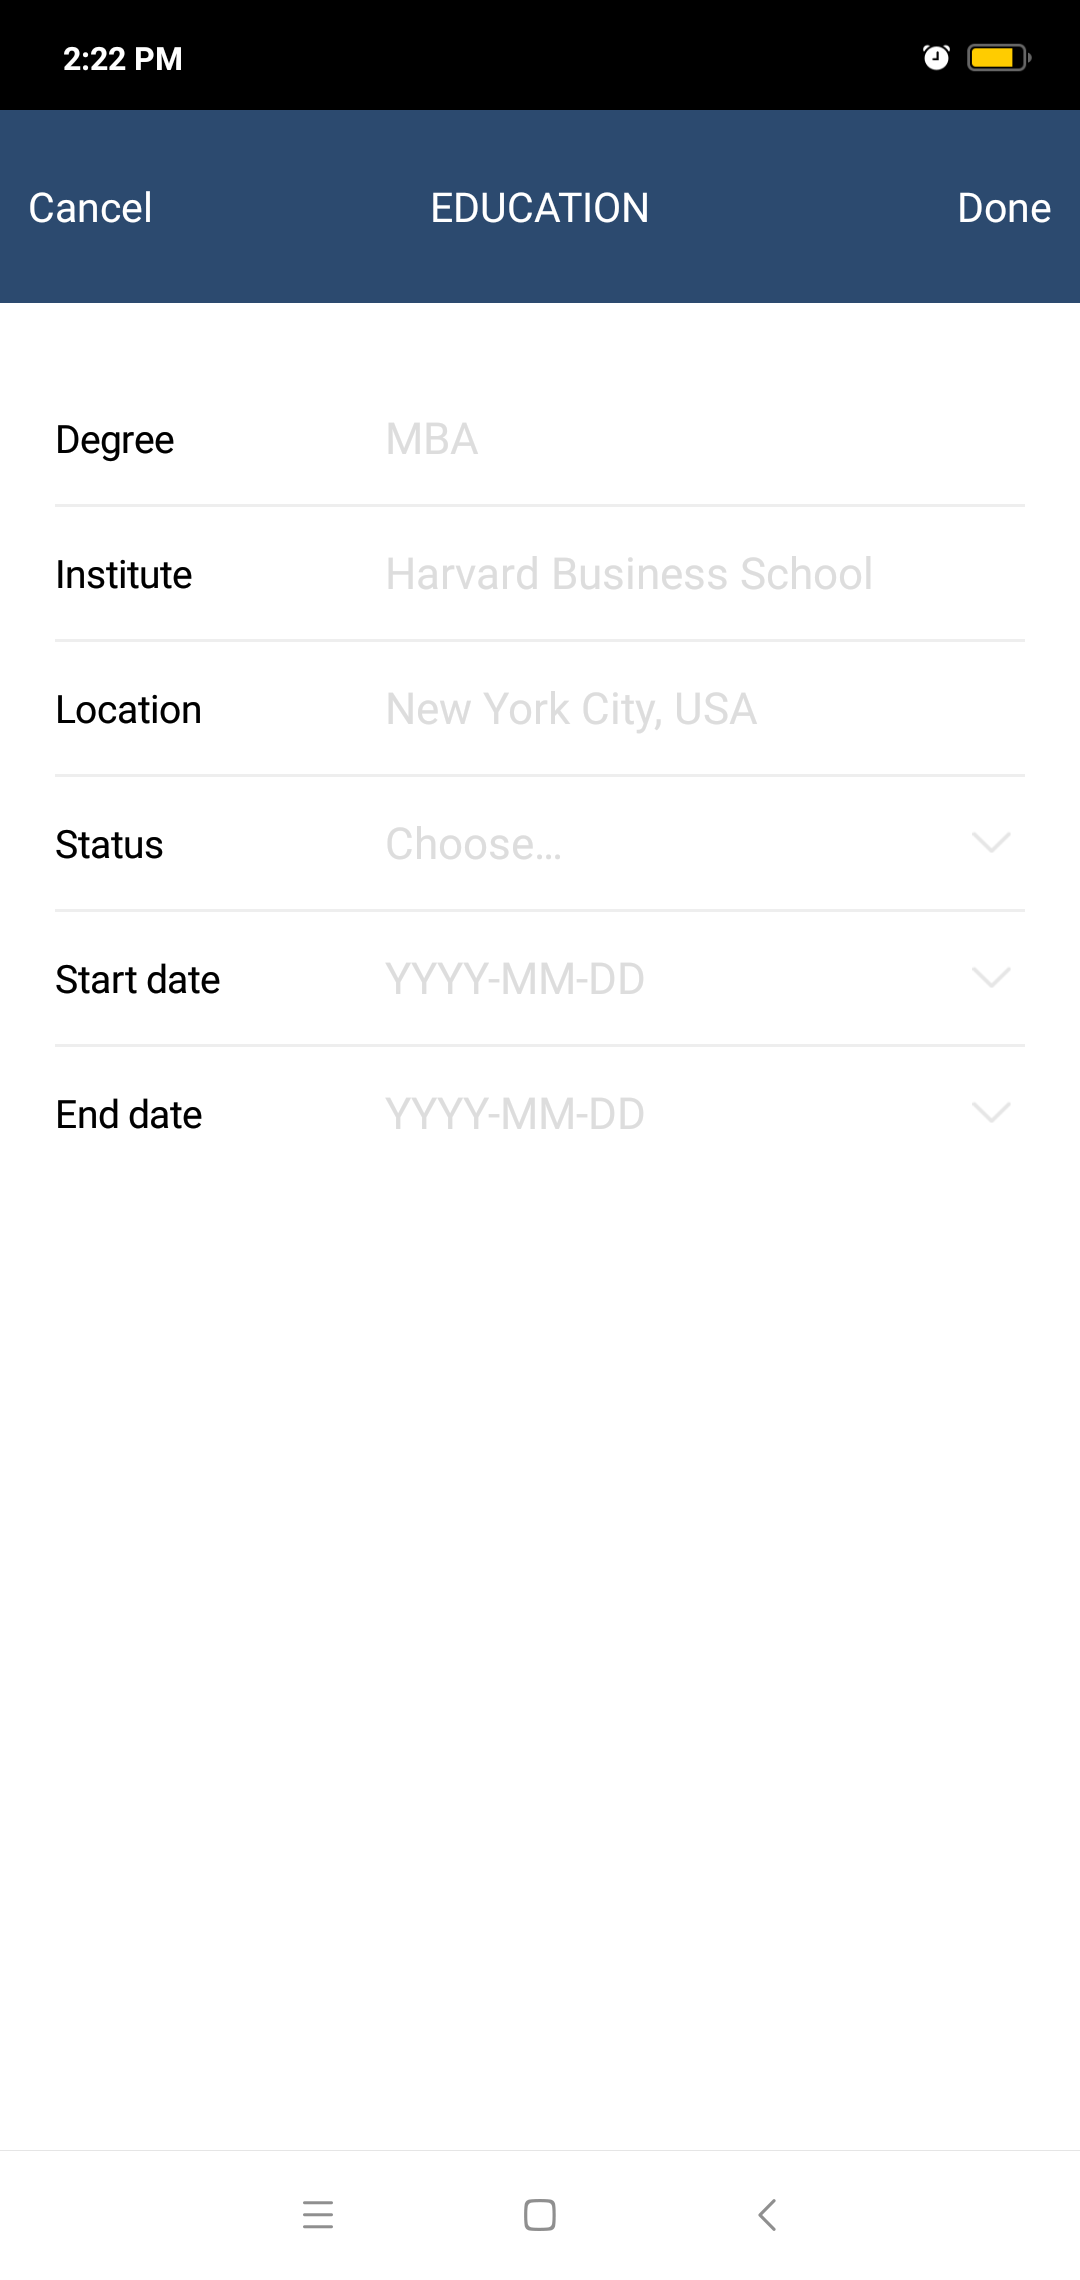 2:22 PM
Cancel EDUCATION Done
Degree MBA
Institute Harvard Business School
Location New York City, USA
Status Choose...
Start date YYYY-MM-DD
End date YYYY-MM-DD